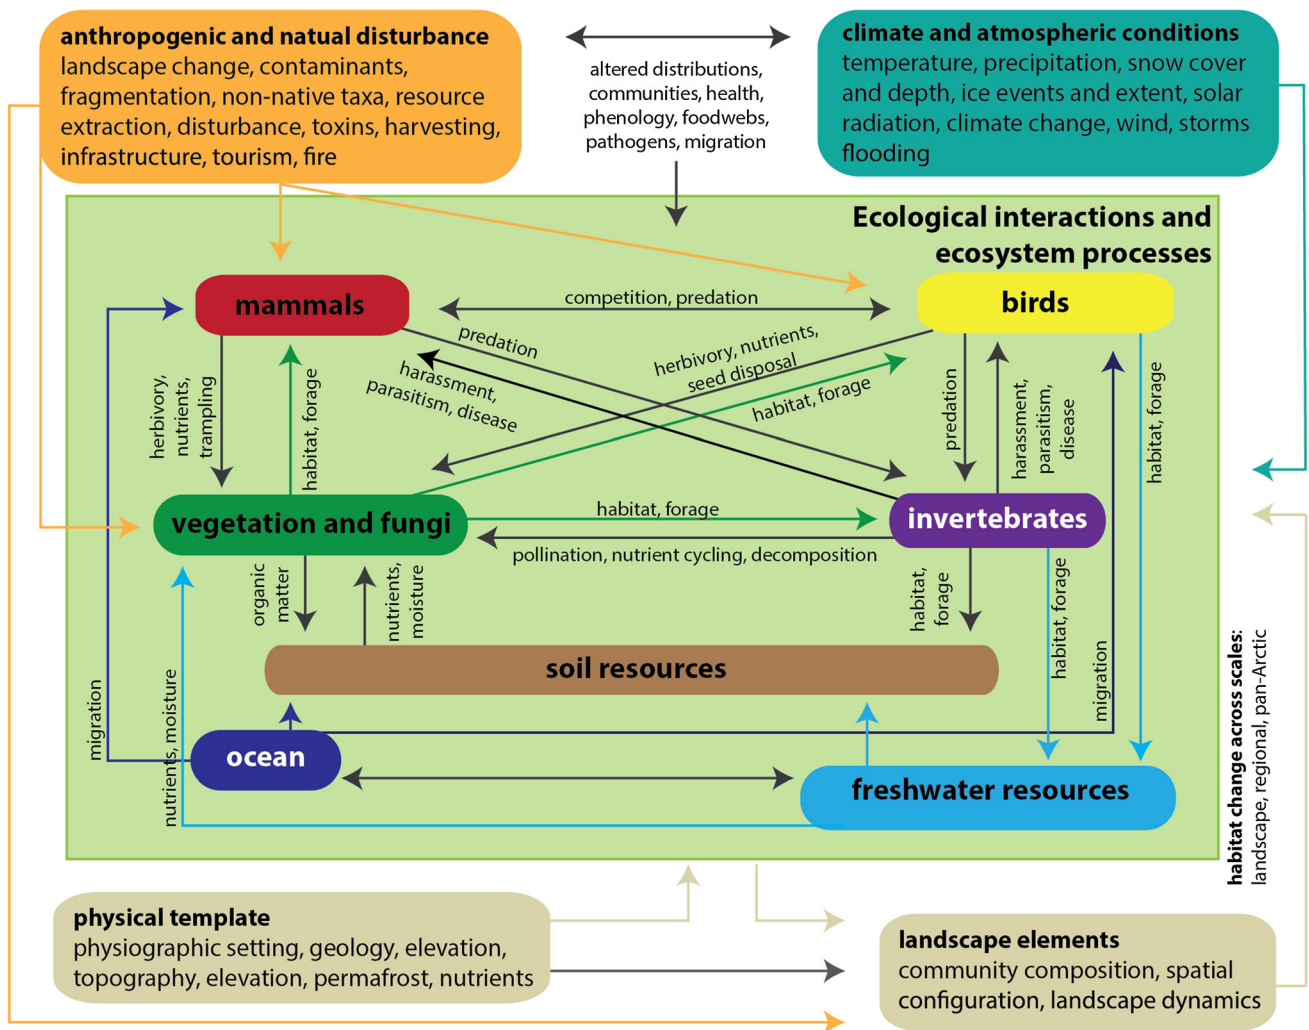 anthropogenic and natual disturbance
landscape change, contaminants,
fragmentation, non-native taxa, resource
extraction, disturbance, toxins, harvesting,
infrastructure, tourism, fire
altered distributions,
communities, health,
phenology, foodwebs,
pathogens, migration
climate and atmospheric conditions
temperature, precipitation, snow cover
and depth, ice events and extent, solar
radiation, climate change, wind, storms
flooding
Ecological interactions and
ecosystem processes
mammals
competition, predation
birds
predation
harassment,
parasitism, disease
herbivory, nutrients,
seed disposal
habitat, forage
herbivory,
nutrients,
trampling
habitat, forage
predation
harassment,
parasitism,
disease
habitat, forage
vegetation and fungi
habitat, forage
invertebrates
pollination, nutrient cycling, decomposition
organic
matter
nutrients,
moisture
habitat,
forage
habitat, forage
soil resources
migration
nutrients, moisture
migration
ocean
freshwater resources
habitat change across scales:
landscape, regional, pan-Arctic
physical template
physiographic setting, geology, elevation,
topography, elevation, permafrost, nutrients
landscape elements
community composition, spatial
configuration, landscape dynamics